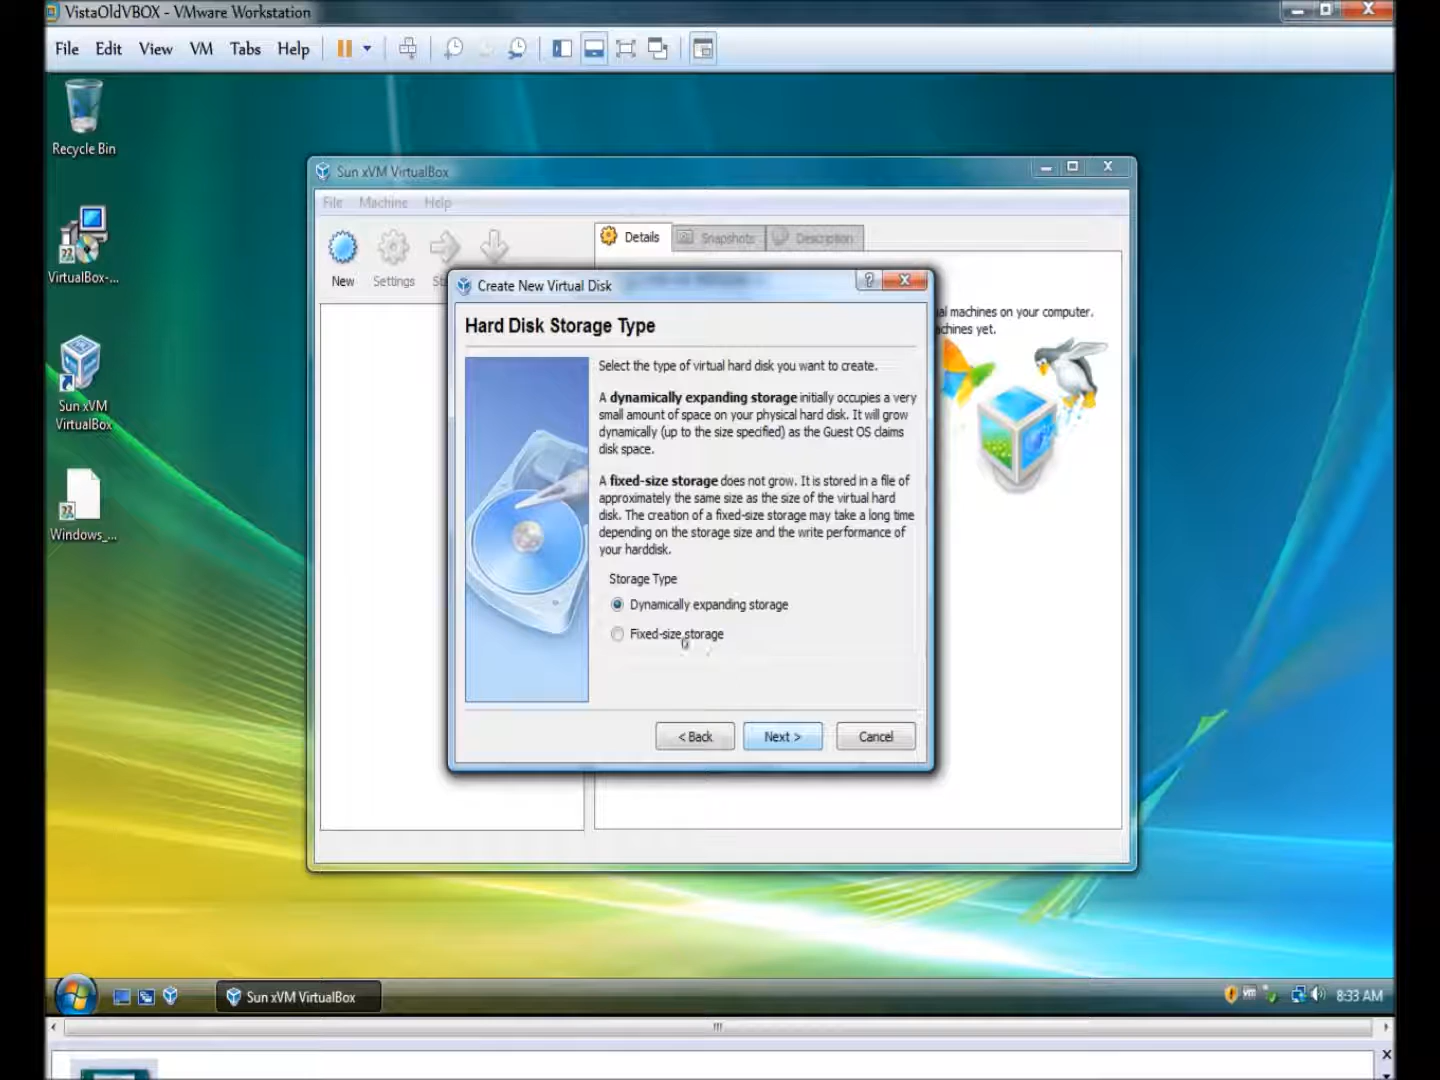 VistaOldVBOX - VMware Workstation
File Edit View VM Tabs Help
Recycle Bin
VirtualBox-...
Sun xVM
VirtualBox
Windows_...
Sun xVM VirtualBox
File Machine Help
New Settings
Details Snapshots Description
machines on your computer.
yet.
Create New Virtual Disk
Hard Disk Storage Type
Select the type of virtual hard disk you want to create.
A dynamically expanding storage initially occupies a very
small amount of space on your physical hard disk. It will grow
dynamically (up to the size specified) as the Guest OS claims
disk space.
A fixed-size storage does not grow. It is stored in a file of
approximately the same size as the size of the virtual hard
disk. The creation of a fixed-size storage may take a long time
depending on the storage size and the write performance of
your harddisk.
Storage Type
Dynamically expanding storage
Fixed-size storage
< Back Next > Cancel
Sun xVM VirtualBox
8:33 AM